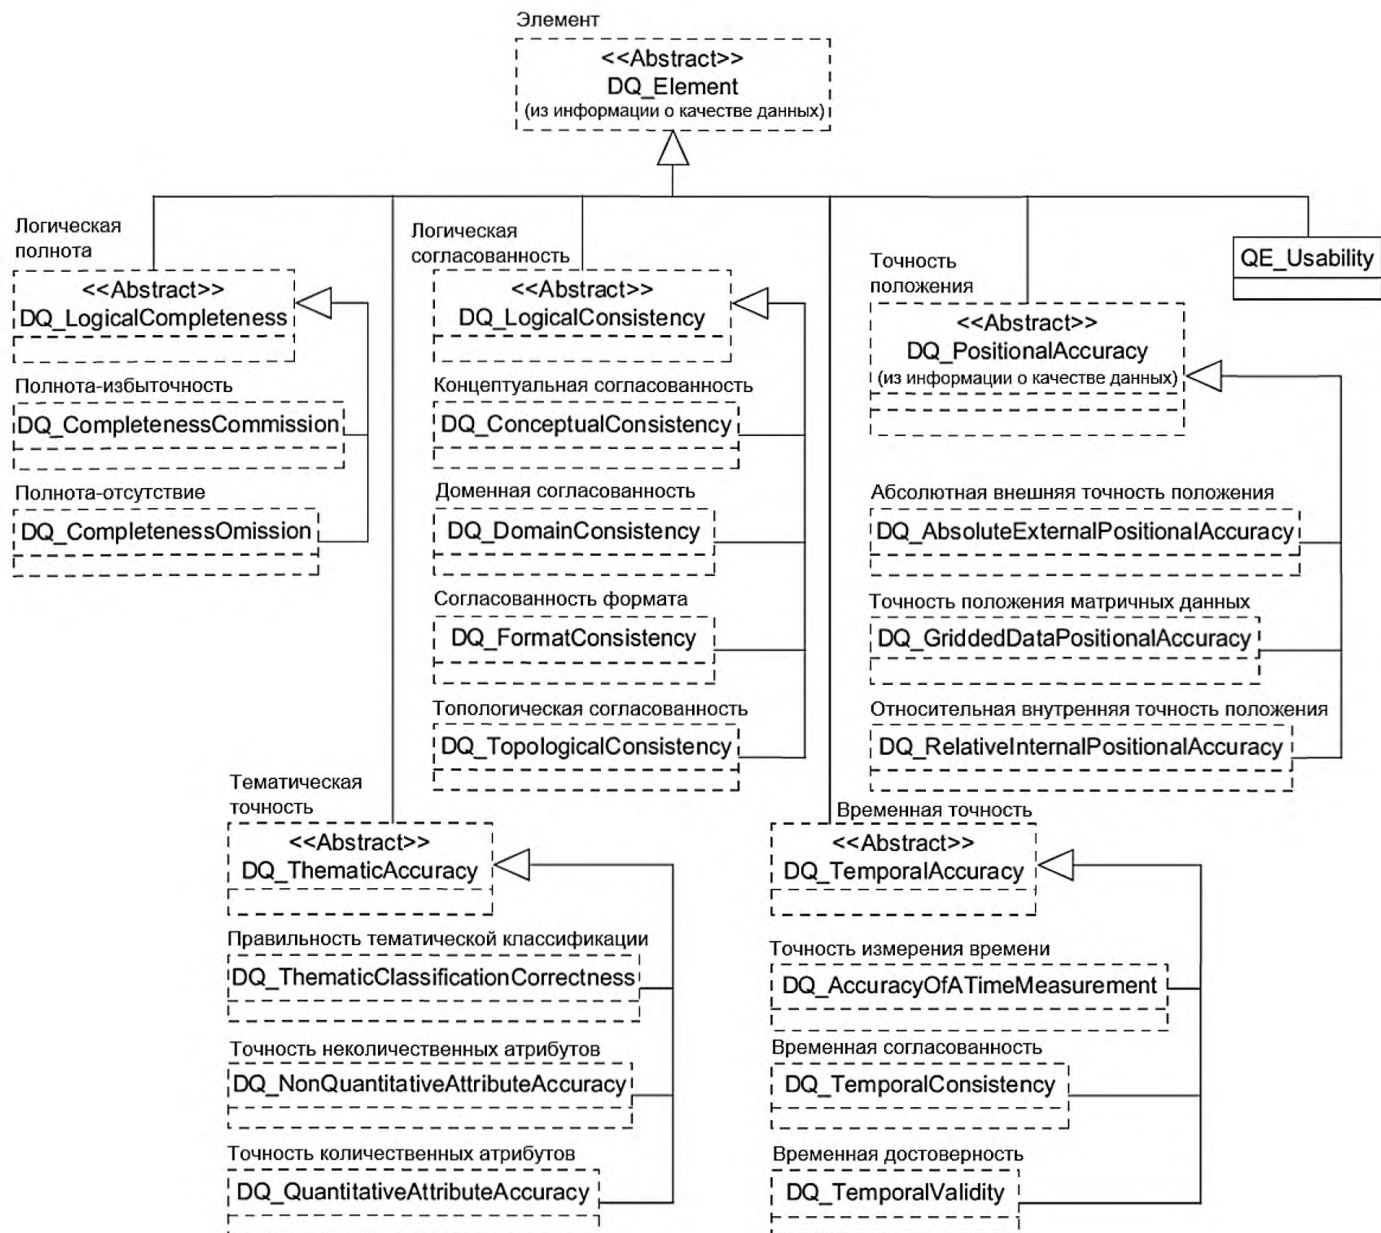 Элемент
<<Abstract>>
DQ_Element
(из информации о качестве данных)
Логическая
полнота
<<Abstract>>
DQ_LogicalCompleteness
Полнота-избыточность
DQ_CompletenessCommission
Полнота-отсутствие
DQ_CompletenessOmission
Логическая
согласованность
<<Abstract>>
DQ_LogicalConsistency
Концептуальная согласованность
DQ_ConceptualConsistency
Доменная согласованность
DQ_DomainConsistency
Согласованность формата
DQ_FormatConsistency
Топологическая согласованность
DQ_TopologicalConsistency
Точность
положения
<<Abstract>>
DQ_PositionalAccuracy
(из информации о качестве данных)
Абсолютная внешняя точность положения
DQ_AbsoluteExternalPositionalAccuracy
Точность положения матричных данных
DQ_GriddedDataPositionalAccuracy
Относительная внутренняя точность положения
DQ_RelativeInternalPositionalAccuracy
QE_Usability
Тематическая
точность
<<Abstract>>
DQ_ThematicAccuracy
Правильность тематической классификации
DQ_ThematicClassificationCorrectness
Точность неколичественных атрибутов
DQ_NonQuantitativeAttributeAccuracy
Точность количественных атрибутов
DQ_QuantitativeAttributeAccuracy
Временная точность
<<Abstract>>
DQ_TemporalAccuracy
Точность измерения времени
DQ_AccuracyOfATimeMeasurement
Временная согласованность
DQ_TemporalConsistency
Временная достоверность
DQ_TemporalValidity